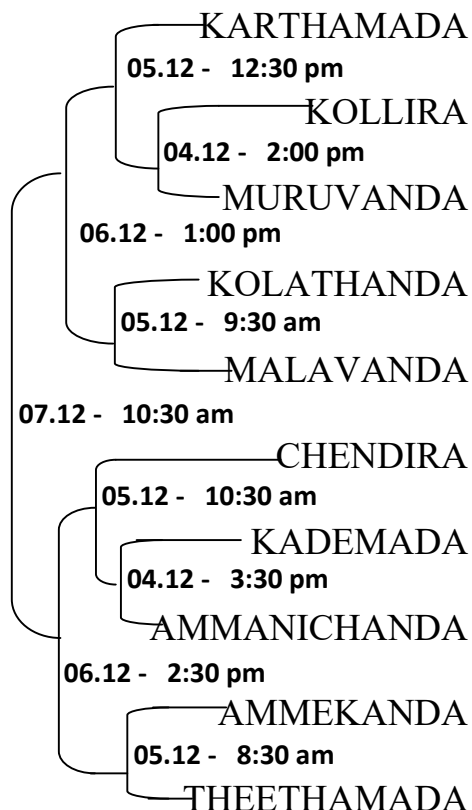 KARTHAMADA
05.12 - 12:30 pm
KOLLIRA
04.12 - 2:00 pm
MURUVANDA
06.12 - 1:00 pm
KOLATHANDA
05.12 - 9:30 am
MALAVANDA
07.12 - 10:30 am
CHENDIRA
05.12 - 10:30 am
KADEMADA
04.12 - 3:30 pm
AMMANICHANDA
06.12 - 2:30 pm
AMMEKANDA
05.12 - 8:30 am
THEETHAMADA